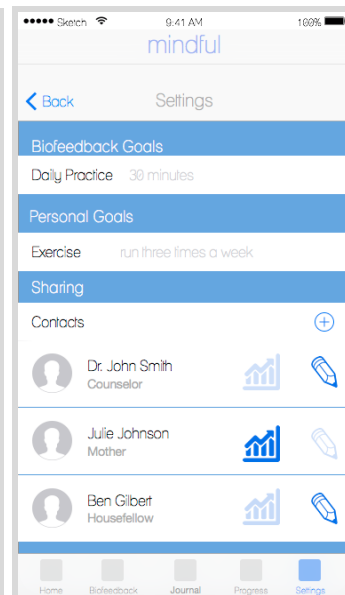 Sketch 9:41 AM 100%
mindful
Back Settings
Biofeedback Goals
Daily Practice 30 minutes
Personal Goals
Exercise run three times a week
Sharing
Contacts
Dr. John Smith
Counselor
Julie Johnson
Mother
Ben Gilbert
Housefellow
Home Biofeedback Journal Progress Settings